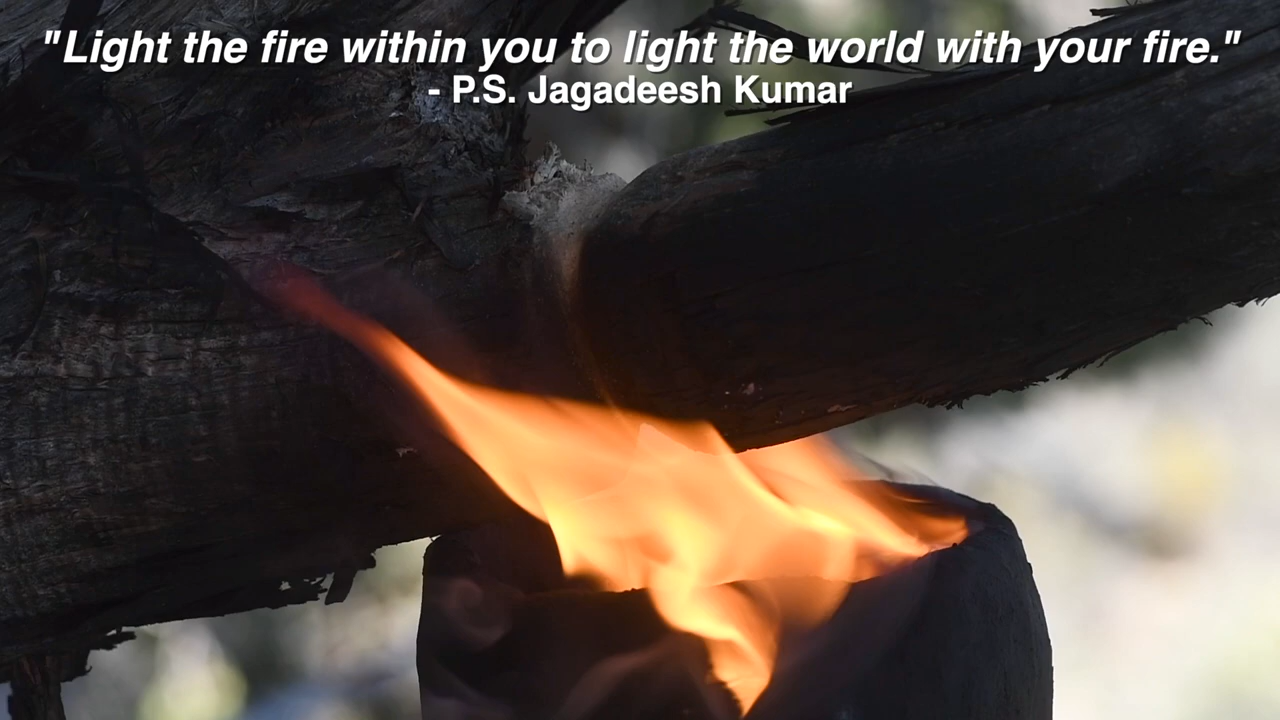 "Light the fire within you to light the world with your fire."
- P.S. Jagadeesh Kumar